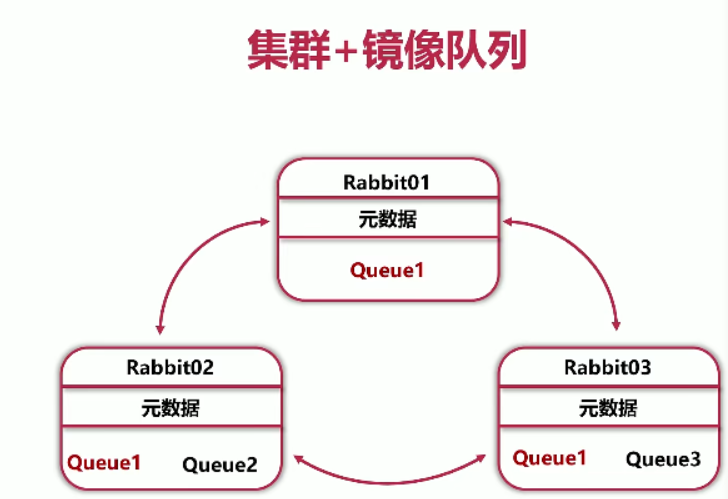 集群+镜像队列
Rabbit01
元数据
Queue1
Rabbit02
元数据
Queue1 Queue2
Rabbit03
元数据
Queue1 Queue3